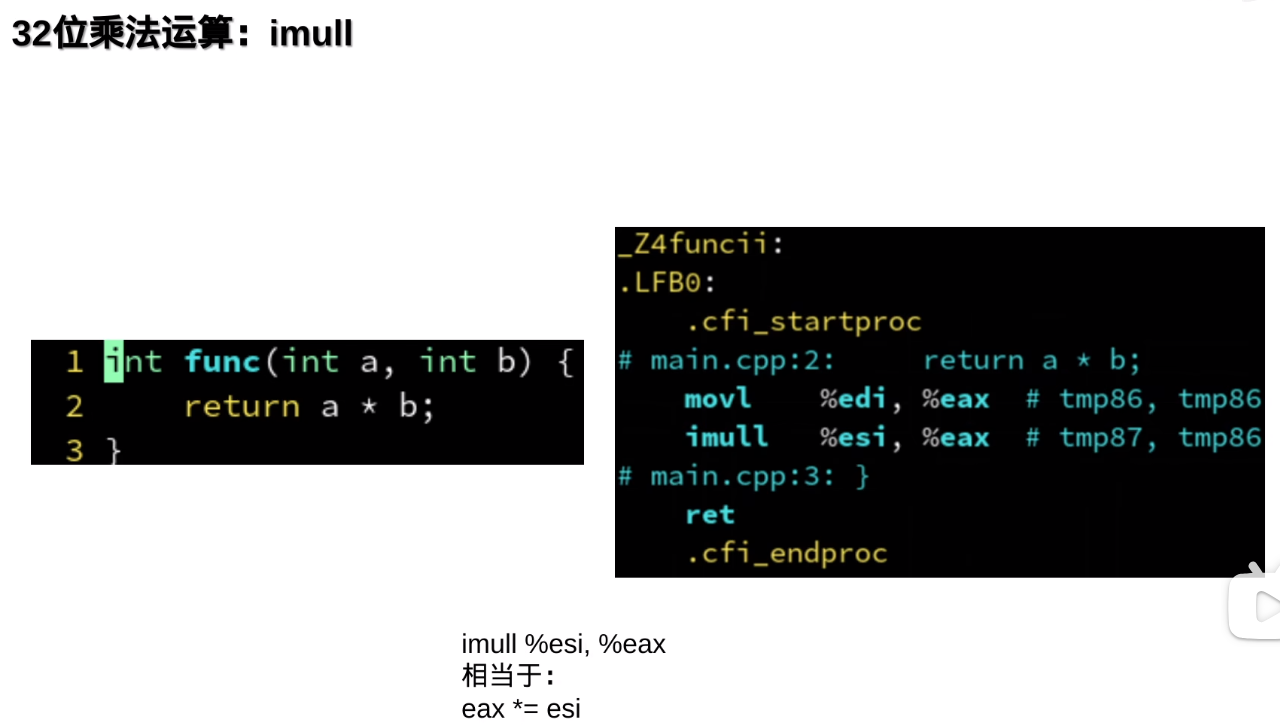 32位乘法运算：imull
1 int func(int a, int b) {
2     return a * b;
3 }
_Z4funcii:
.LFB0:
    .cfi_startproc
# main.cpp:2:     return a * b;
    movl    %edi, %eax  # tmp86, tmp86
    imull   %esi, %eax  # tmp87, tmp86
# main.cpp:3: }
    ret
    .cfi_endproc
imull %esi, %eax
相当于：
eax *= esi